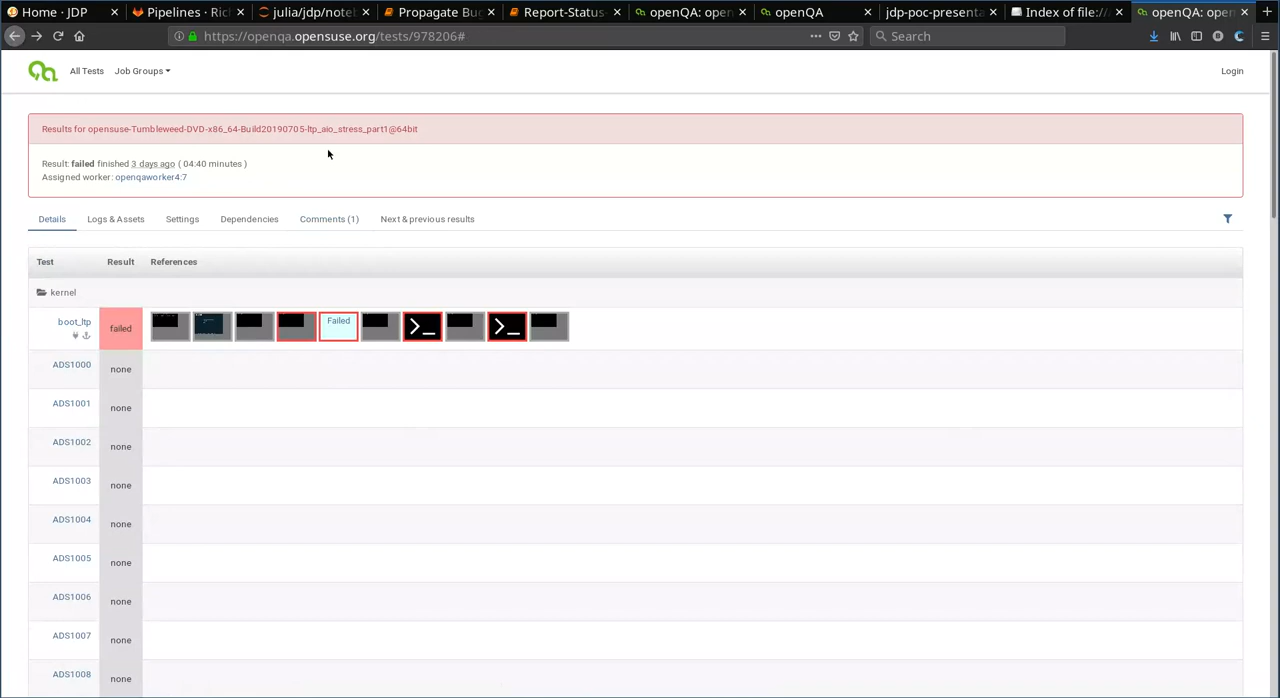 Home · JDP
Pipelines · Rich
julia/jdp/note
Propagate Bug
Report-Status-
openQA: open
openQA
jdp-poc-presenta
Index of file:///
openQA: open
https://openqa.opensuse.org/tests/978206#
Search
All Tests
Job Groups
Login
Results for opensuse-Tumbleweed-DVD-x86_64-Build20190705-ltp_aio_stress_part1@64bit
Result: failed finished 3 days ago ( 04:40 minutes )
Assigned worker: openqaworker4:7
Details
Logs & Assets
Settings
Dependencies
Comments (1)
Next & previous results
Test Result References
kernel
boot_ltp failed Failed >_ >_
ADS1000 none
ADS1001 none
ADS1002 none
ADS1003 none
ADS1004 none
ADS1005 none
ADS1006 none
ADS1007 none
ADS1008 none